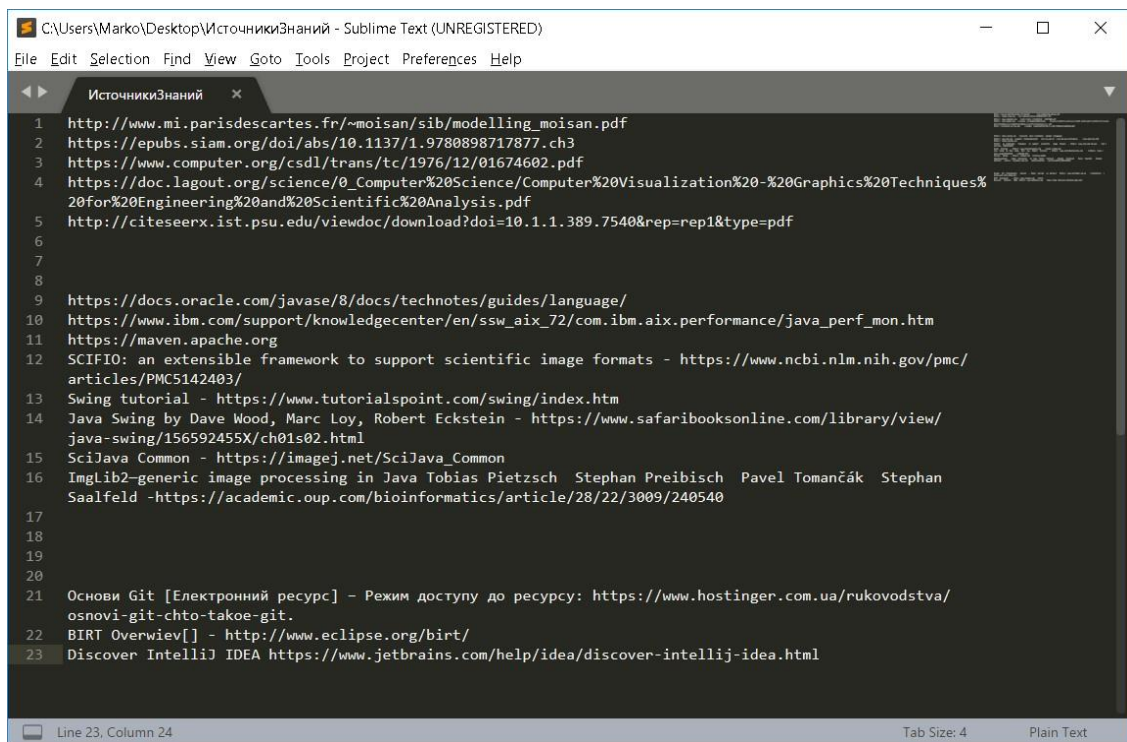 C:\Users\Marko\Desktop\ИсточникиЗнаний - Sublime Text (UNREGISTERED)
File Edit Selection Find View Goto Tools Project Preferences Help
ИсточникиЗнаний ×
1 http://www.mi.parisdescartes.fr/~moisan/sib/modelling_moisan.pdf
2 https://epubs.siam.org/doi/abs/10.1137/1.9780898717877.ch3
3 https://www.computer.org/csdl/trans/tc/1976/12/01674602.pdf
4 https://doc.lagout.org/science/0_Computer%20Science/Computer%20Visualization%20-%20Graphics%20Techniques%
20for%20Engineering%20and%20Scientific%20Analysis.pdf
5 http://citeseerx.ist.psu.edu/viewdoc/download?doi=10.1.1.389.7540&rep=rep1&type=pdf
6
7
8
9 https://docs.oracle.com/javase/8/docs/technotes/guides/language/
10 https://www.ibm.com/support/knowledgecenter/en/ssw_aix_72/com.ibm.aix.performance/java_perf_mon.htm
11 https://maven.apache.org
12 SCIFIO: an extensible framework to support scientific image formats - https://www.ncbi.nlm.nih.gov/pmc/
articles/PMC5142403/
13 Swing tutorial - https://www.tutorialspoint.com/swing/index.htm
14 Java Swing by Dave Wood, Marc Loy, Robert Eckstein - https://www.safaribooksonline.com/library/view/
java-swing/156592455X/ch01s02.html
15 SciJava Common - https://imagej.net/SciJava_Common
16 ImgLib2—generic image processing in Java Tobias Pietzsch  Stephan Preibisch  Pavel Tomančák  Stephan
Saalfeld -https://academic.oup.com/bioinformatics/article/28/22/3009/240540
17
18
19
20
21 Основи Git [Електронний ресурс] – Режим доступу до ресурсу: https://www.hostinger.com.ua/rukovodstva/
osnovi-git-chto-takoe-git.
22 BIRT Overwiev[] - http://www.eclipse.org/birt/
23 Discover IntelliJ IDEA https://www.jetbrains.com/help/idea/discover-intellij-idea.html
Line 23, Column 24 Tab Size: 4 Plain Text